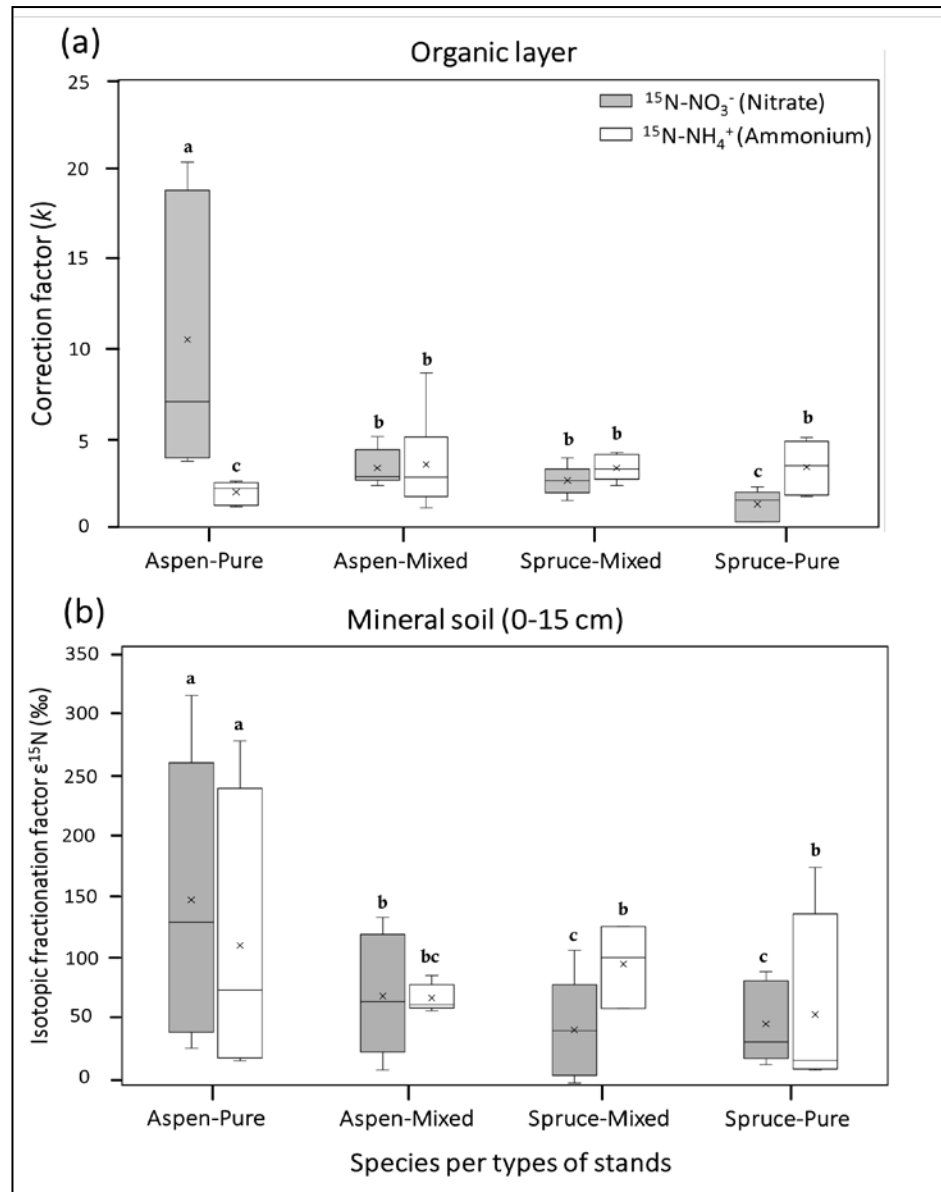 (a)
Organic layer
¹⁵N-NO₃⁻ (Nitrate)
¹⁵N-NH₄⁺ (Ammonium)
Correction factor (k)
25
20
15
10
5
0
a
c
b
b
b
b
c
b
Aspen-Pure Aspen-Mixed Spruce-Mixed Spruce-Pure
(b)
Mineral soil (0-15 cm)
Isotopic fractionation factor ε¹⁵N (‰)
350
300
250
200
150
100
50
0
a
a
b
bc
c
b
c
b
Aspen-Pure Aspen-Mixed Spruce-Mixed Spruce-Pure
Species per types of stands